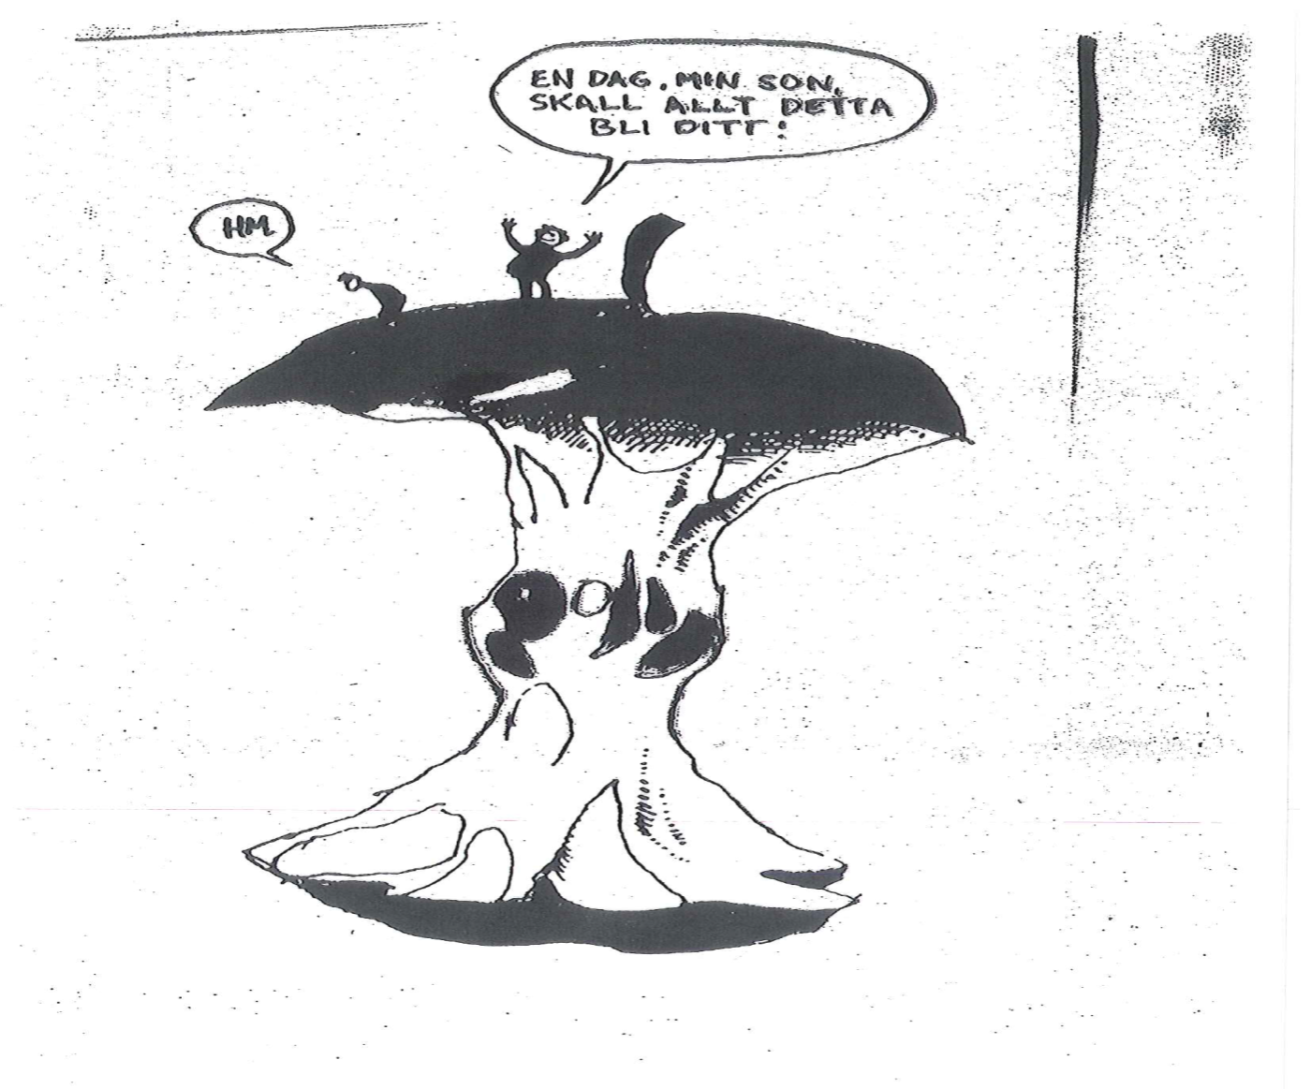 EN DAG, MIN SON,
SKALL ALLT DETTA
BLI DITT!
HM